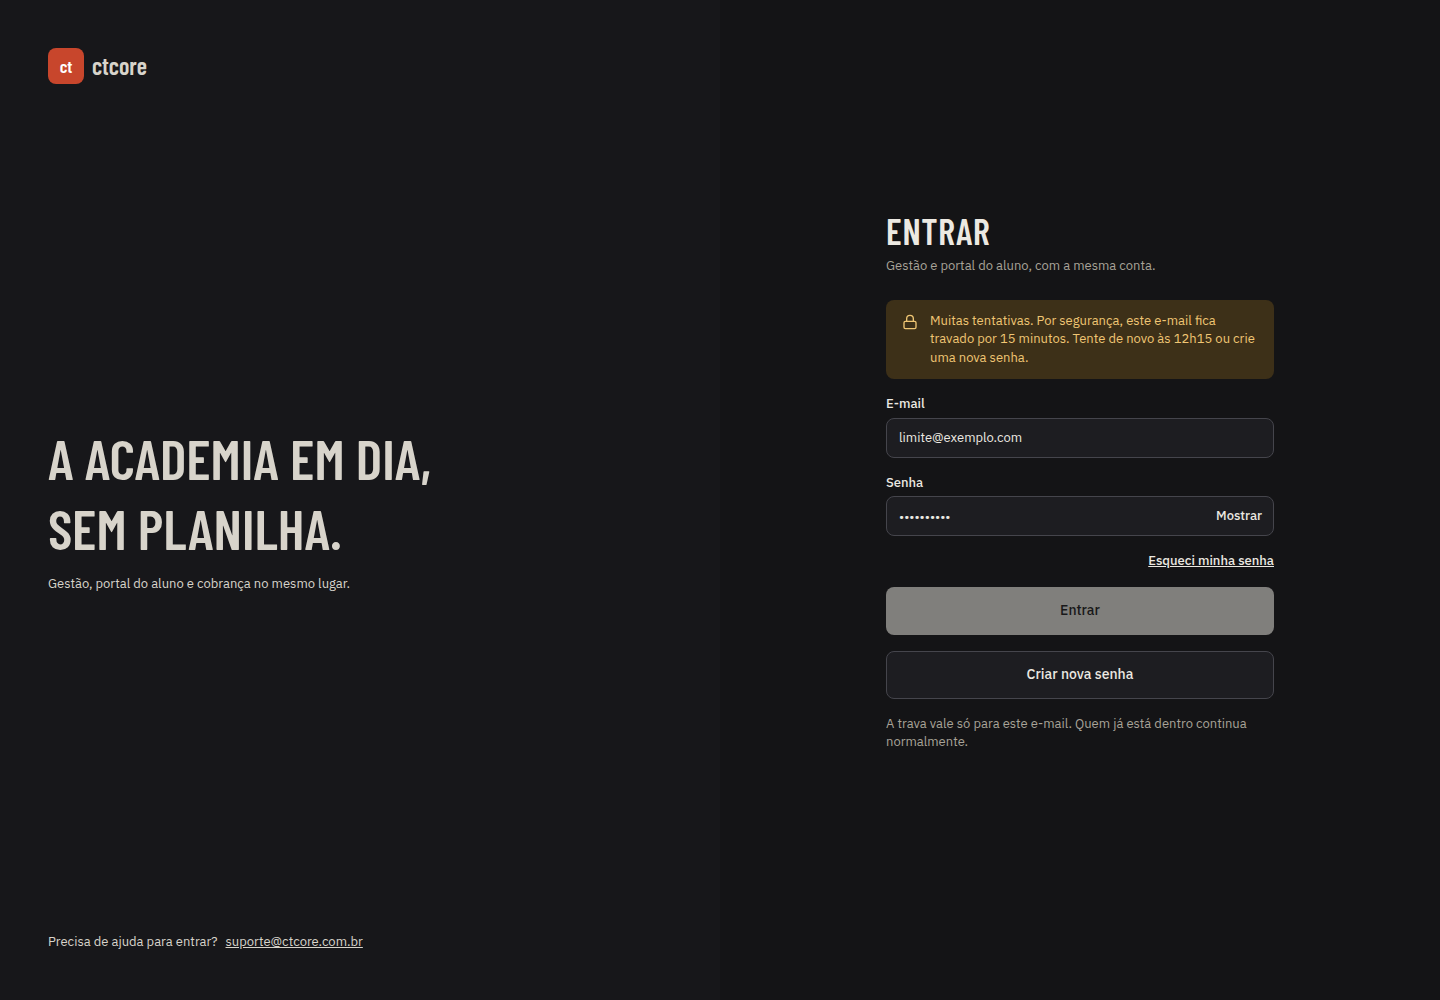 ct ctcore
A ACADEMIA EM DIA,
SEM PLANILHA.
Gestão, portal do aluno e cobrança no mesmo lugar.
Precisa de ajuda para entrar? suporte@ctcore.com.br
ENTRAR
Gestão e portal do aluno, com a mesma conta.
Muitas tentativas. Por segurança, este e-mail fica
travado por 15 minutos. Tente de novo às 12h15 ou crie
uma nova senha.
E-mail
limite@exemplo.com
Senha
•••••••••• Mostrar
Esqueci minha senha
Entrar
Criar nova senha
A trava vale só para este e-mail. Quem já está dentro continua
normalmente.